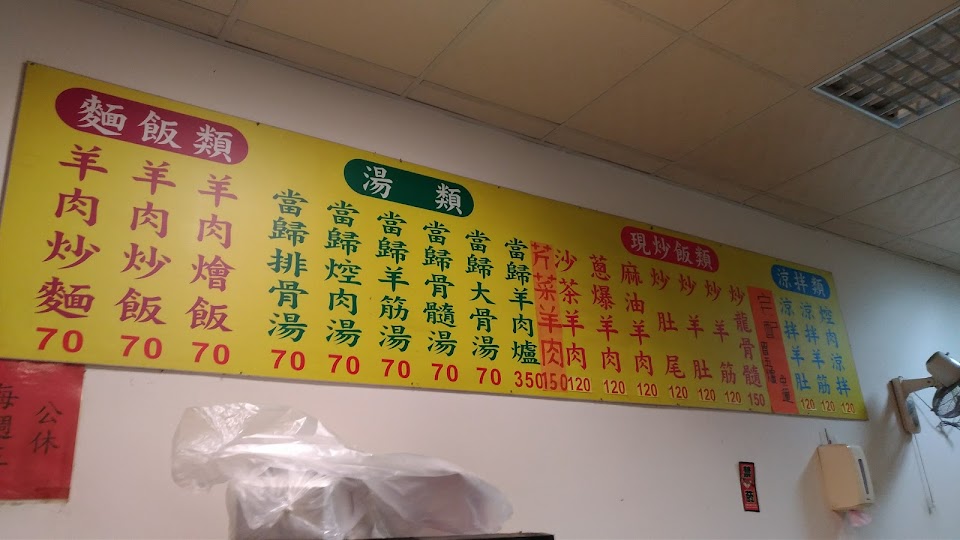 麵飯類
羊肉炒麵
70
羊肉炒飯
70
羊肉燴飯
70
湯 類
當歸排骨湯
70
當歸焢肉湯
70
當歸羊筋湯
70
當歸骨髓湯
70
當歸大骨湯
70
當歸羊肉爐
350
現炒飯類
芹菜羊肉
150
沙茶羊肉
120
蔥爆羊肉
120
麻油羊肉
120
炒肚尾
120
炒羊肚
120
炒羊筋
120
炒龍骨髓
150
宅配
涼拌類
涼拌羊肚
120
涼拌羊筋
120
焢肉涼拌
120
公休
每週